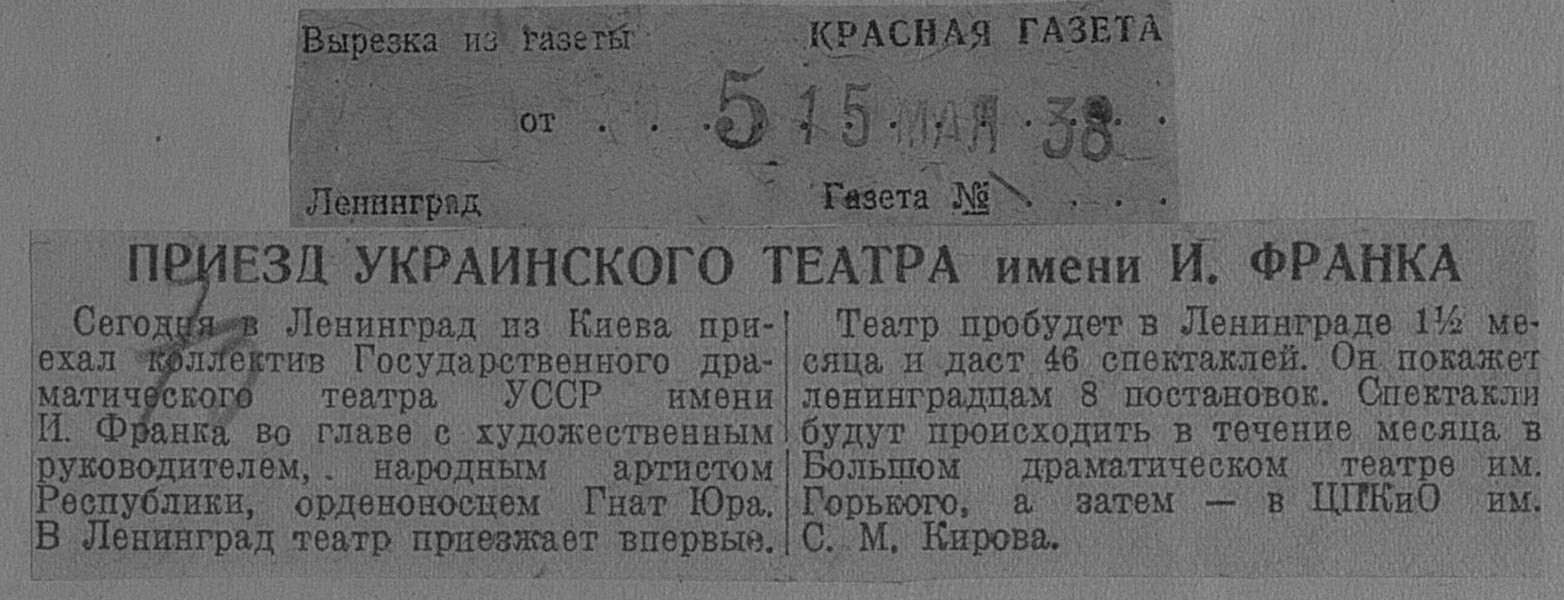 Вырезка из газеты КРАСНАЯ ГАЗЕТА
от . . . 5 15 МАЯ 38 . .
Ленинград Газета № . . . .
ПРИЕЗД УКРАИНСКОГО ТЕАТРА имени И. ФРАНКА
Сегодня в Ленинград из Киева при-
ехал коллектив Государственного дра-
матического театра УССР имени
И. Франка во главе с художественным
руководителем, народным артистом
Республики, орденоносцем Гнат Юра.
В Ленинград театр приезжает впервые.
Театр пробудет в Ленинграде 1½ ме-
сяца и даст 46 спектаклей. Он покажет
ленинградцам 8 постановок. Спектакли
будут происходить в течение месяца в
Большом драматическом театре им.
Горького, а затем — в ЦПКиО им.
С. М. Кирова.